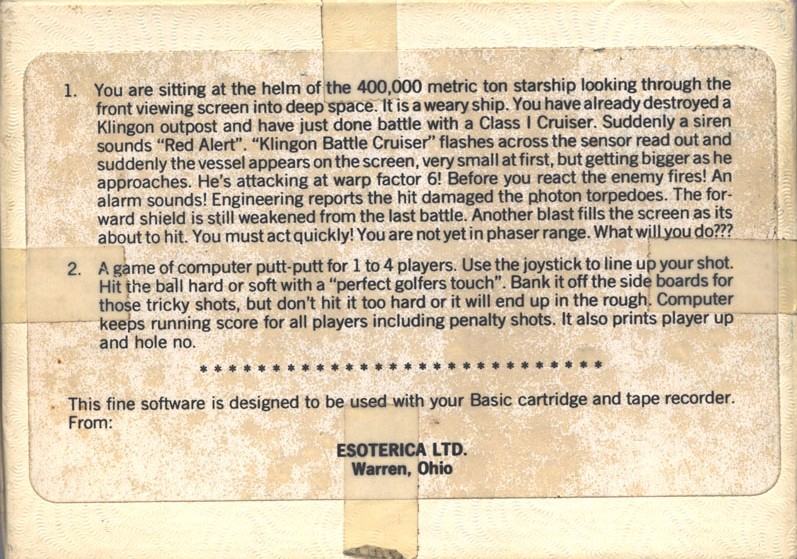 1. You are sitting at the helm of the 400,000 metric ton starship looking through the
front viewing screen into deep space. It is a weary ship. You have already destroyed a
Klingon outpost and have just done battle with a Class I Cruiser. Suddenly a siren
sounds “Red Alert”. “Klingon Battle Cruiser” flashes across the sensor read out and
suddenly the vessel appears on the screen, very small at first, but getting bigger as he
approaches. He's attacking at warp factor 6! Before you react the enemy fires! An
alarm sounds! Engineering reports the hit damaged the photon torpedoes. The for-
ward shield is still weakened from the last battle. Another blast fills the screen as its
about to hit. You must act quickly! You are not yet in phaser range. What will you do???
2. A game of computer putt-putt for 1 to 4 players. Use the joystick to line up your shot.
Hit the ball hard or soft with a “perfect golfers touch”. Bank it off the side boards for
those tricky shots, but don't hit it too hard or it will end up in the rough. Computer
keeps running score for all players including penalty shots. It also prints player up
and hole no.
* * * * * * * * * * * * * * * * * * * * * * * * * * * * *
This fine software is designed to be used with your Basic cartridge and tape recorder.
From:
ESOTERICA LTD.
Warren, Ohio